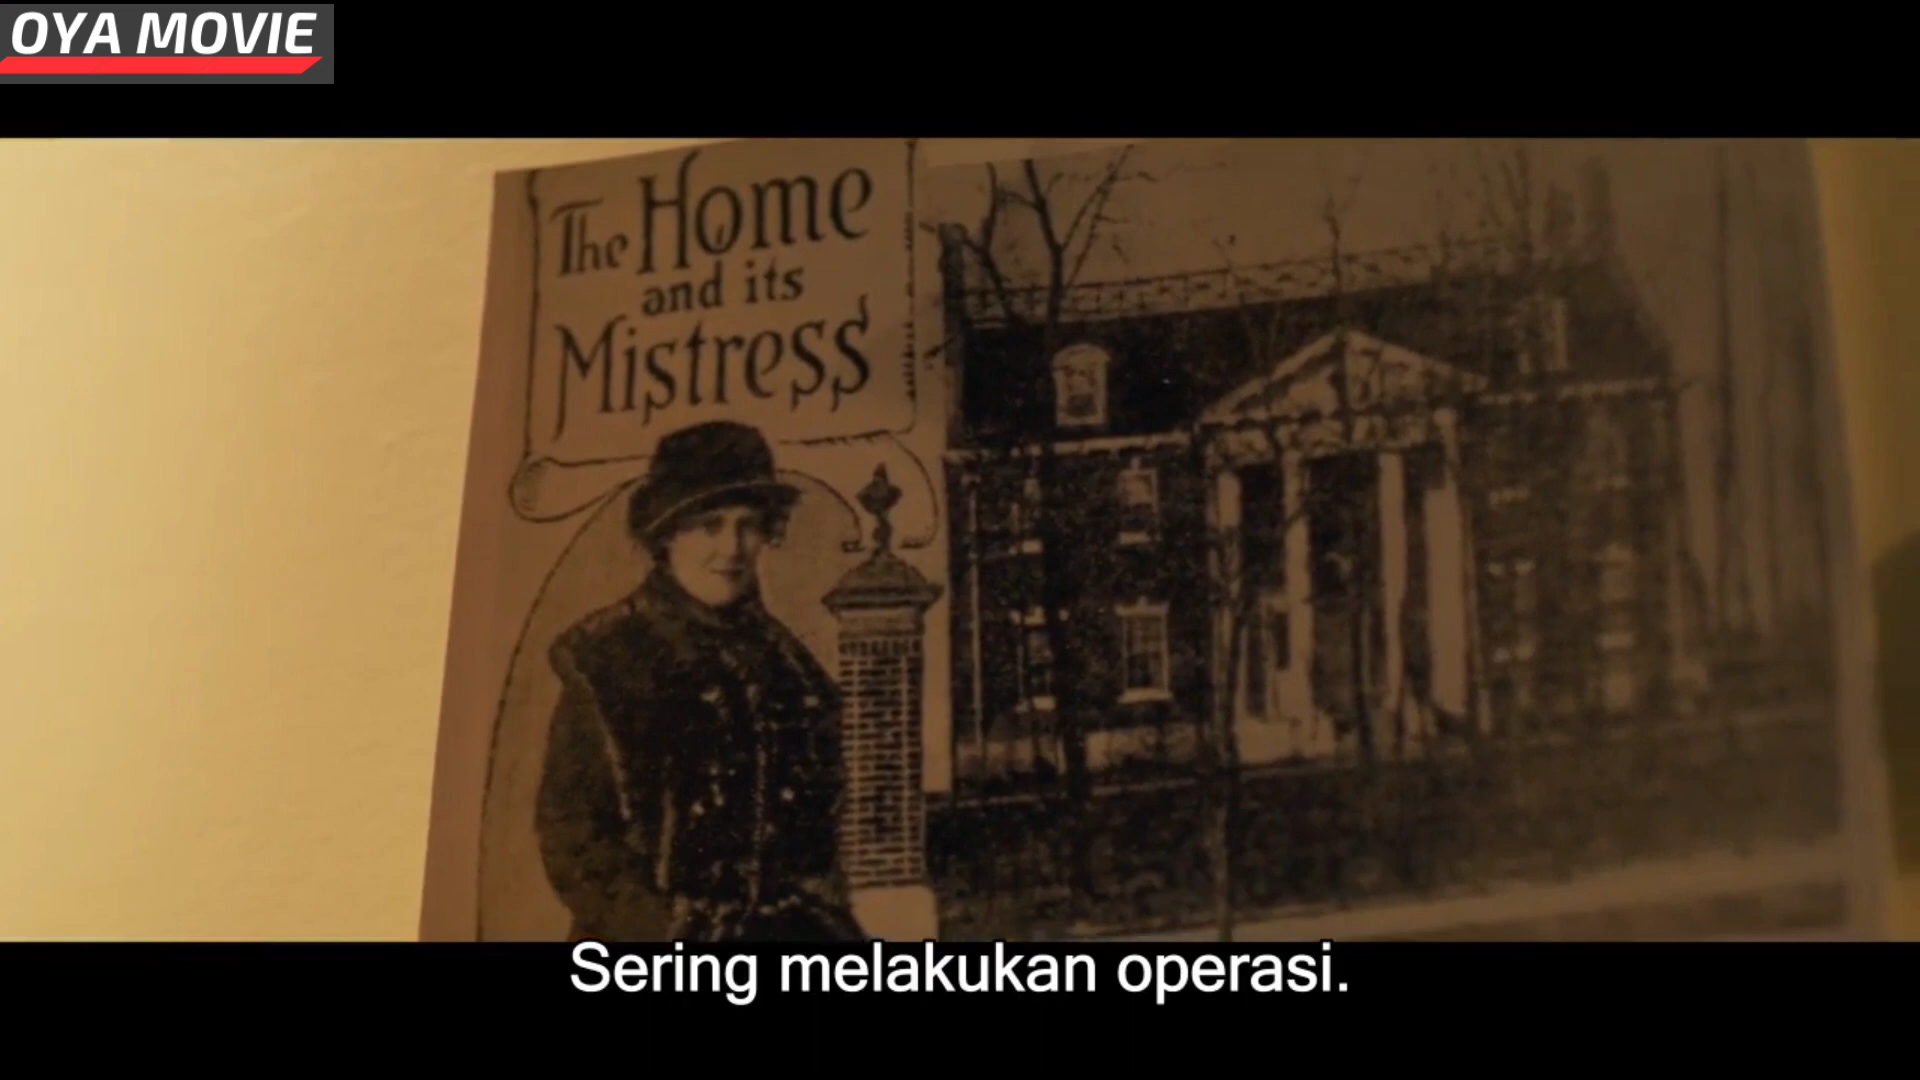 OYA MOVIE
The Home
and its
Mistress
Sering melakukan operasi.